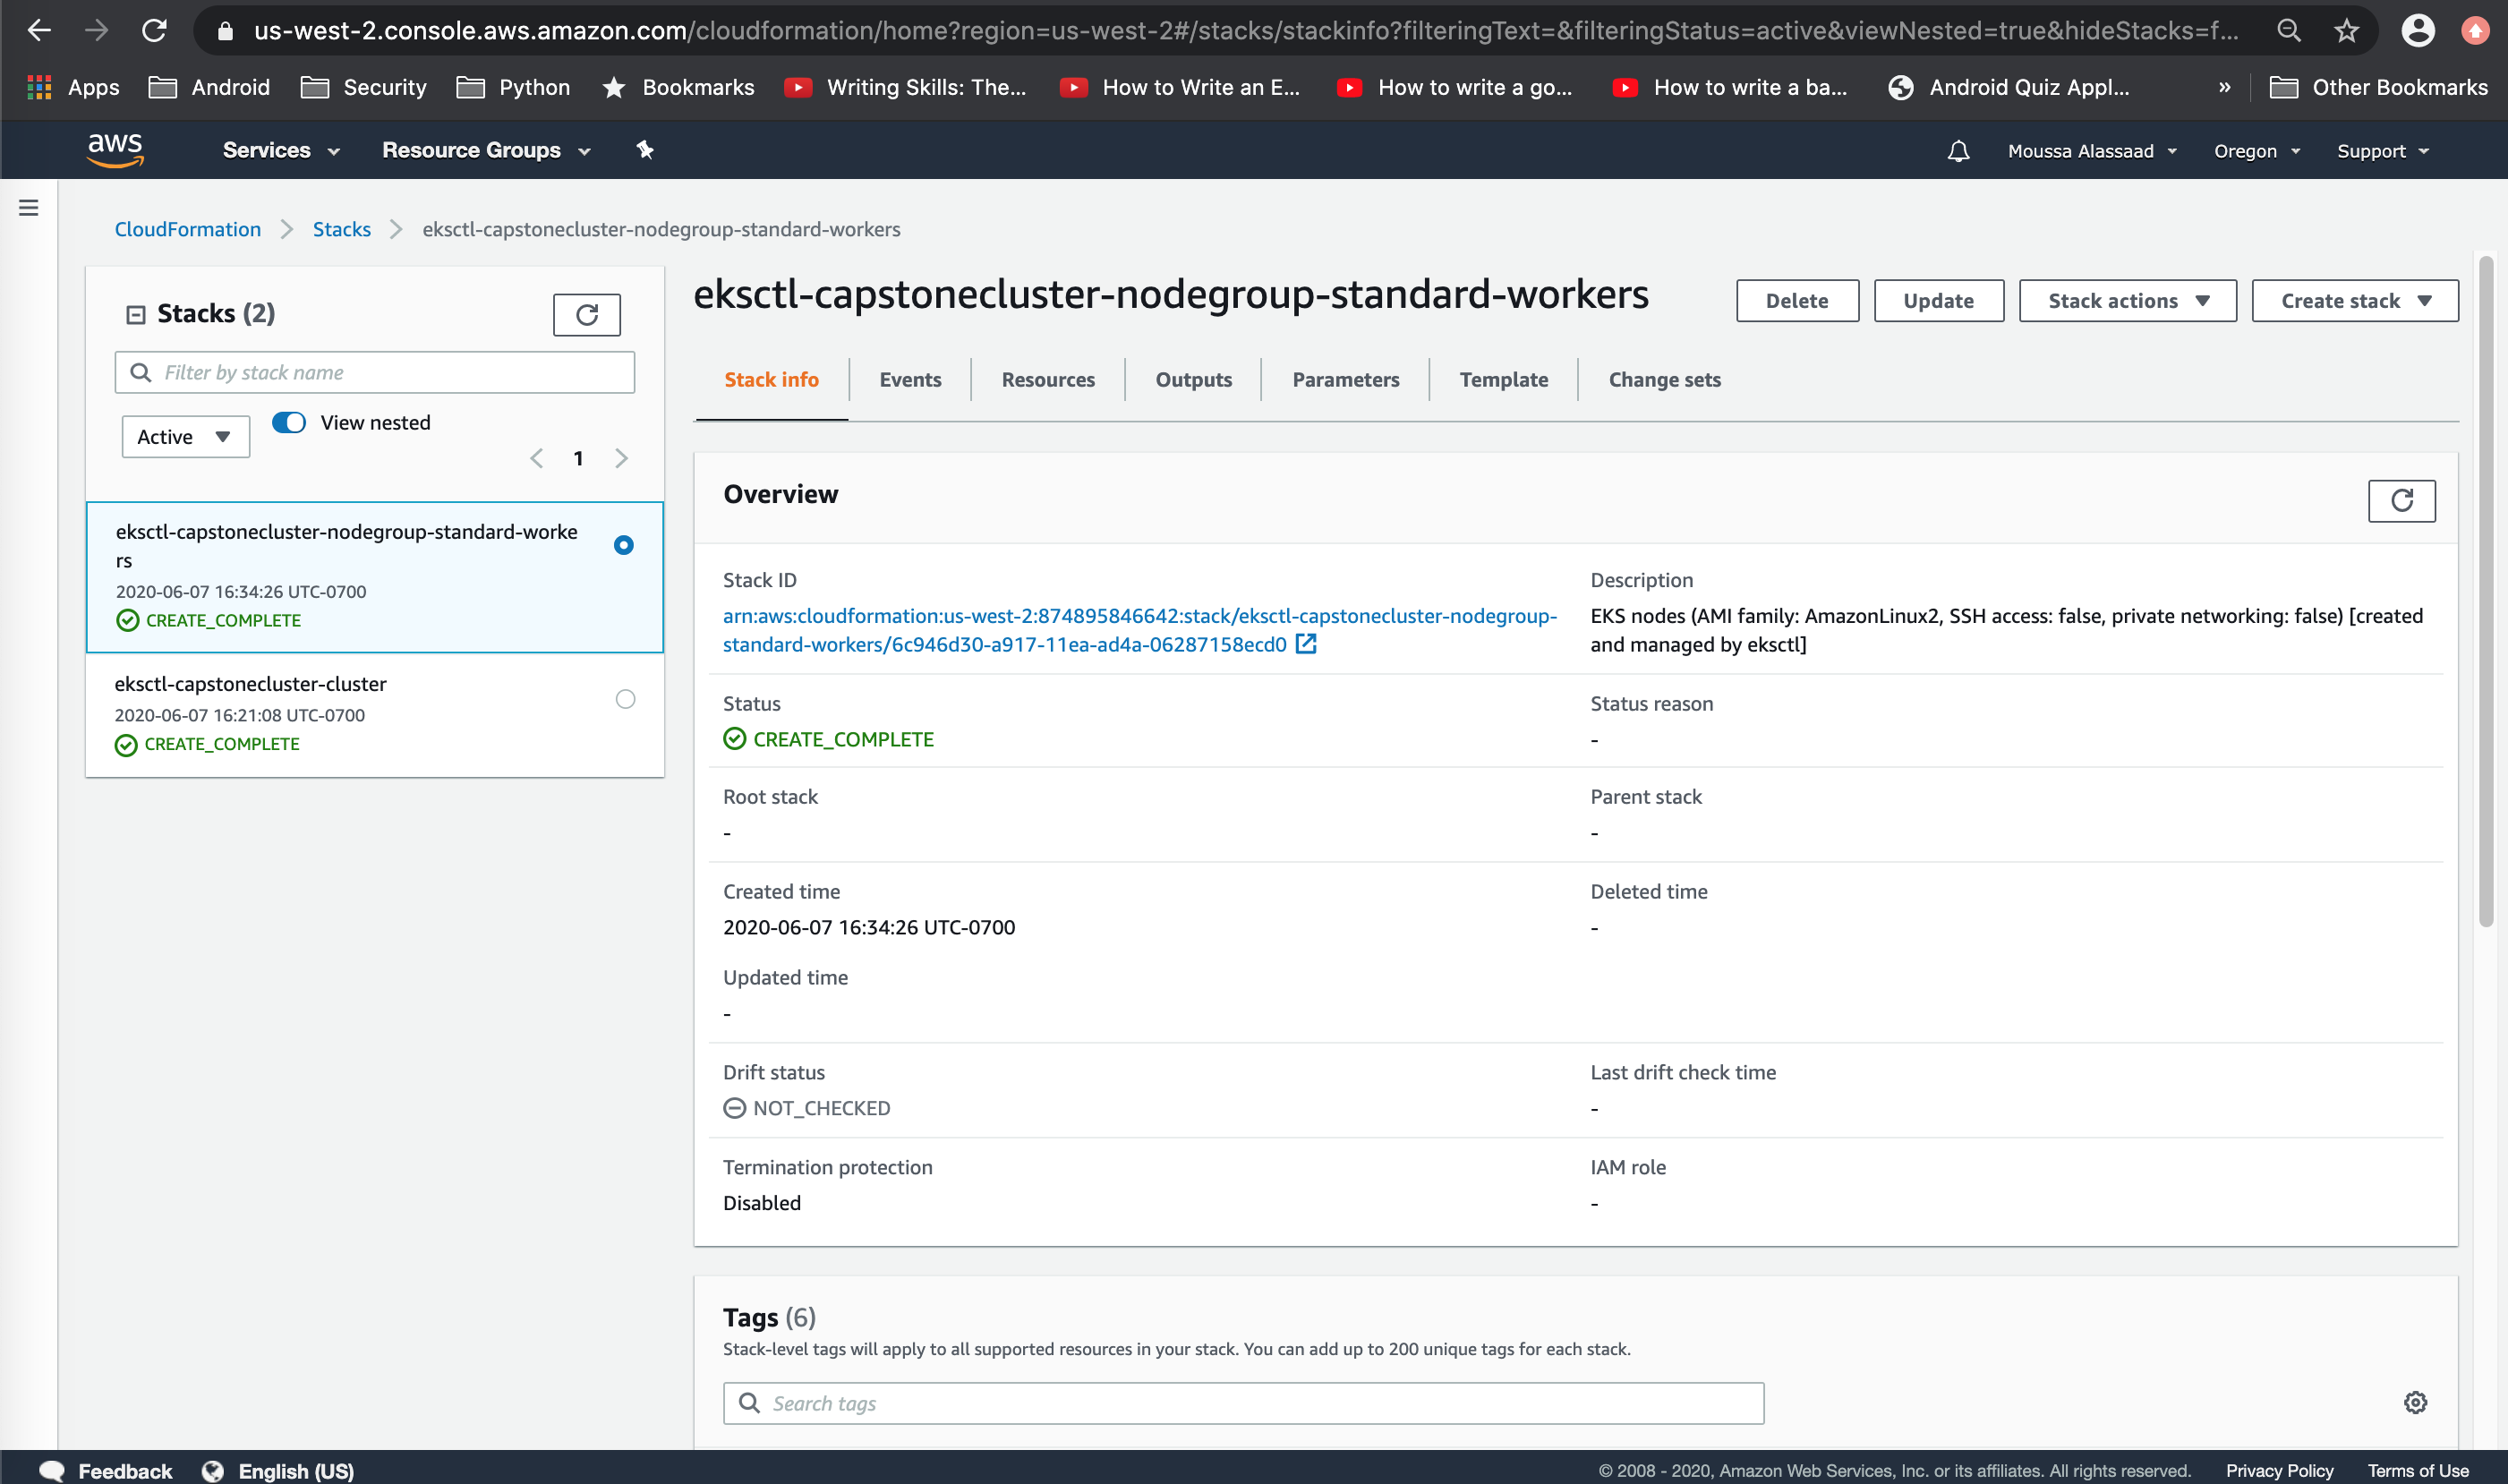 us-west-2.console.aws.amazon.com/cloudformation/home?region=us-west-2#/stacks/stackinfo?filteringText=&filteringStatus=active&viewNested=true&hideStacks=f...
Apps Android Security Python Bookmarks Writing Skills: The... How to Write an E... How to write a go... How to write a ba... Android Quiz Appl... » Other Bookmarks
aws Services Resource Groups Moussa Alassaad Oregon Support
CloudFormation Stacks eksctl-capstonecluster-nodegroup-standard-workers
Stacks (2)
Filter by stack name
Active View nested
1
eksctl-capstonecluster-nodegroup-standard-worke
rs
2020-06-07 16:34:26 UTC-0700
CREATE_COMPLETE
eksctl-capstonecluster-cluster
2020-06-07 16:21:08 UTC-0700
CREATE_COMPLETE
eksctl-capstonecluster-nodegroup-standard-workers
Delete Update Stack actions Create stack
Stack info Events Resources Outputs Parameters Template Change sets
Overview
Stack ID
arn:aws:cloudformation:us-west-2:874895846642:stack/eksctl-capstonecluster-nodegroup-
standard-workers/6c946d30-a917-11ea-ad4a-06287158ecd0
Description
EKS nodes (AMI family: AmazonLinux2, SSH access: false, private networking: false) [created
and managed by eksctl]
Status
CREATE_COMPLETE
Status reason
-
Root stack
-
Parent stack
-
Created time
2020-06-07 16:34:26 UTC-0700
Deleted time
-
Updated time
-
Drift status
NOT_CHECKED
Last drift check time
-
Termination protection
Disabled
IAM role
-
Tags (6)
Stack-level tags will apply to all supported resources in your stack. You can add up to 200 unique tags for each stack.
Search tags
Feedback English (US) © 2008 - 2020, Amazon Web Services, Inc. or its affiliates. All rights reserved. Privacy Policy Terms of Use